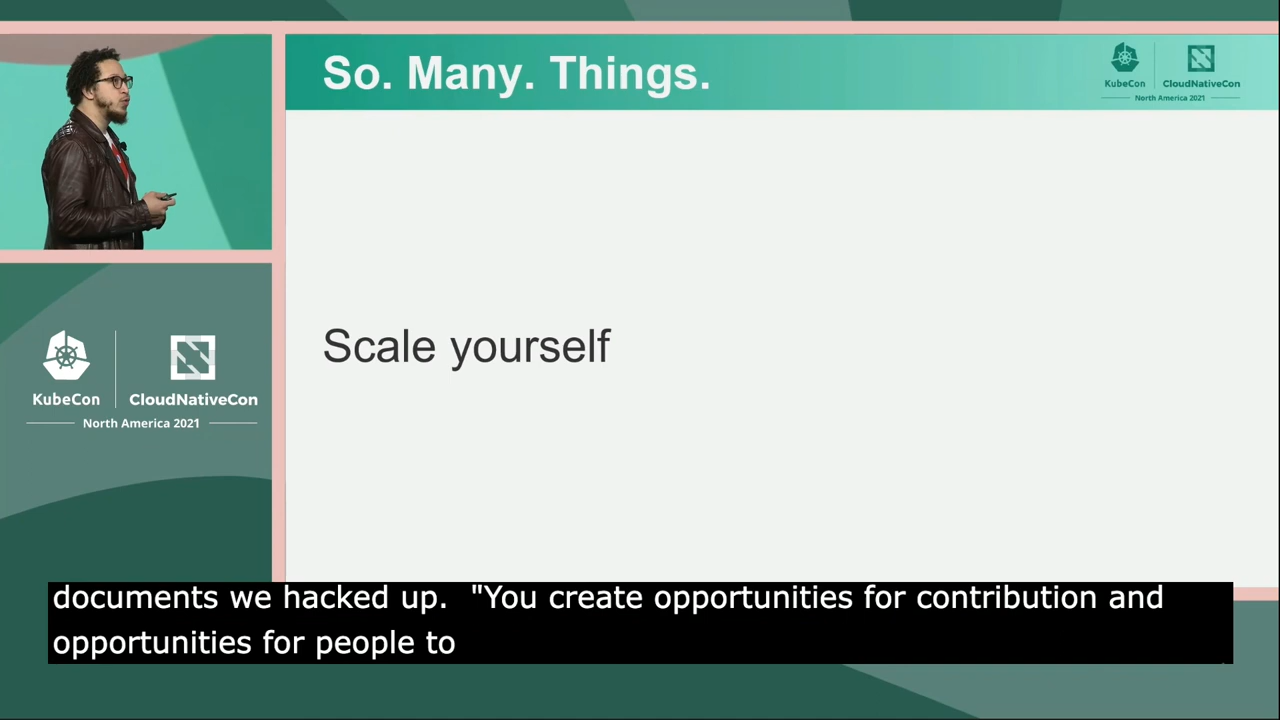 So. Many. Things.
KubeCon
CloudNativeCon
North America 2021
Scale yourself
KubeCon
CloudNativeCon
North America 2021
documents we hacked up.  "You create opportunities for contribution and
opportunities for people to